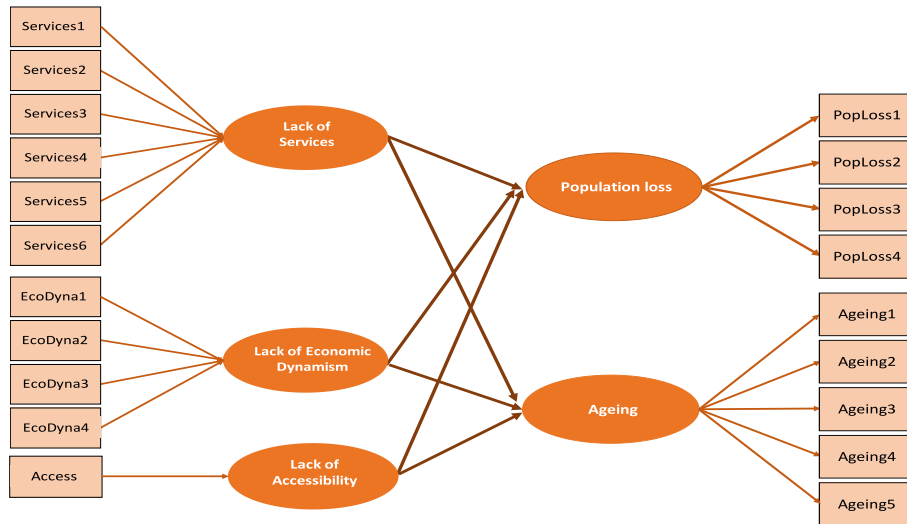 Services1
Services2
Services3
Services4
Services5
Services6
EcoDyna1
EcoDyna2
EcoDyna3
EcoDyna4
Access
Lack of
Services
Lack of Economic
Dynamism
Lack of
Accessibility
Population loss
Ageing
PopLoss1
PopLoss2
PopLoss3
PopLoss4
Ageing1
Ageing2
Ageing3
Ageing4
Ageing5